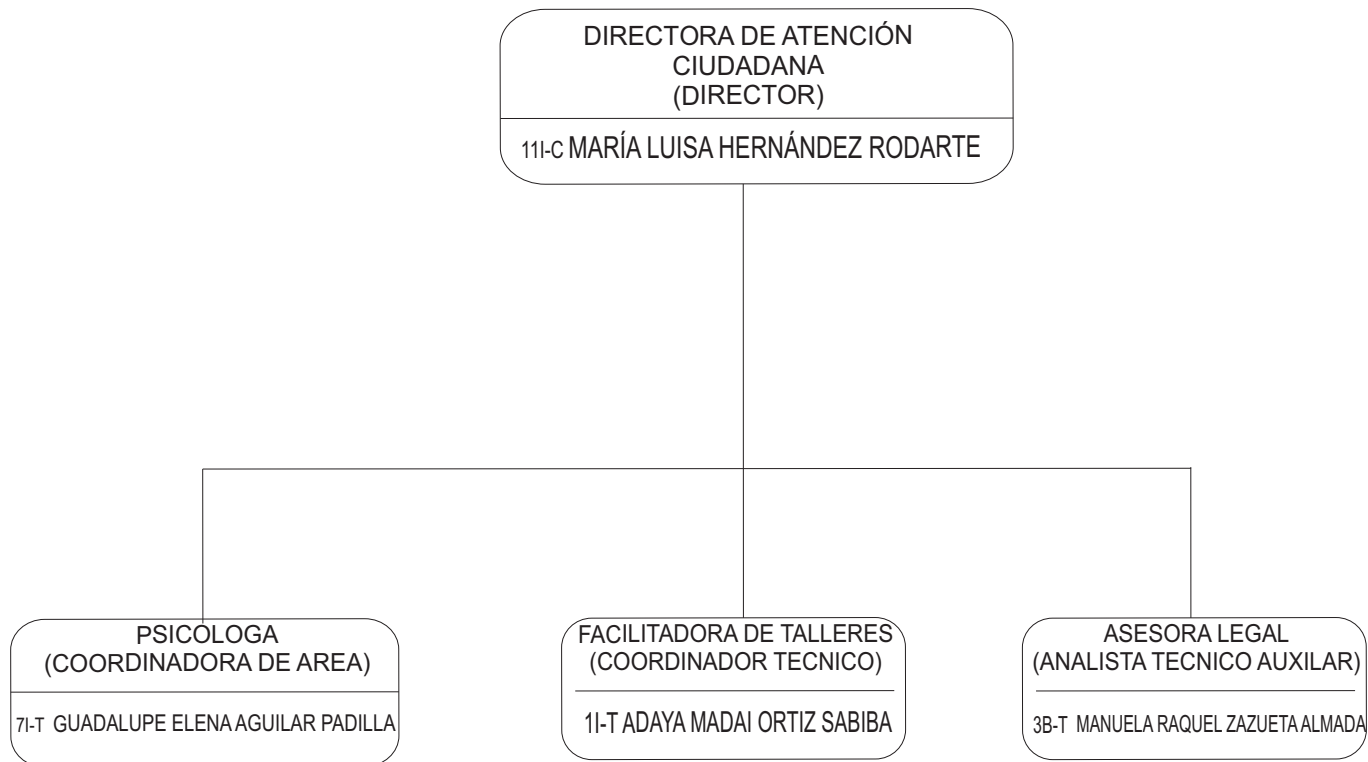 DIRECTORA DE ATENCIÓN
CIUDADANA
(DIRECTOR)
11I-C MARÍA LUISA HERNÁNDEZ RODARTE
PSICOLOGA
(COORDINADORA DE AREA)
7I-T GUADALUPE ELENA AGUILAR PADILLA
FACILITADORA DE TALLERES
(COORDINADOR TECNICO)
1I-T ADAYA MADAI ORTIZ SABIBA
ASESORA LEGAL
(ANALISTA TECNICO AUXILAR)
3B-T MANUELA RAQUEL ZAZUETA ALMADA